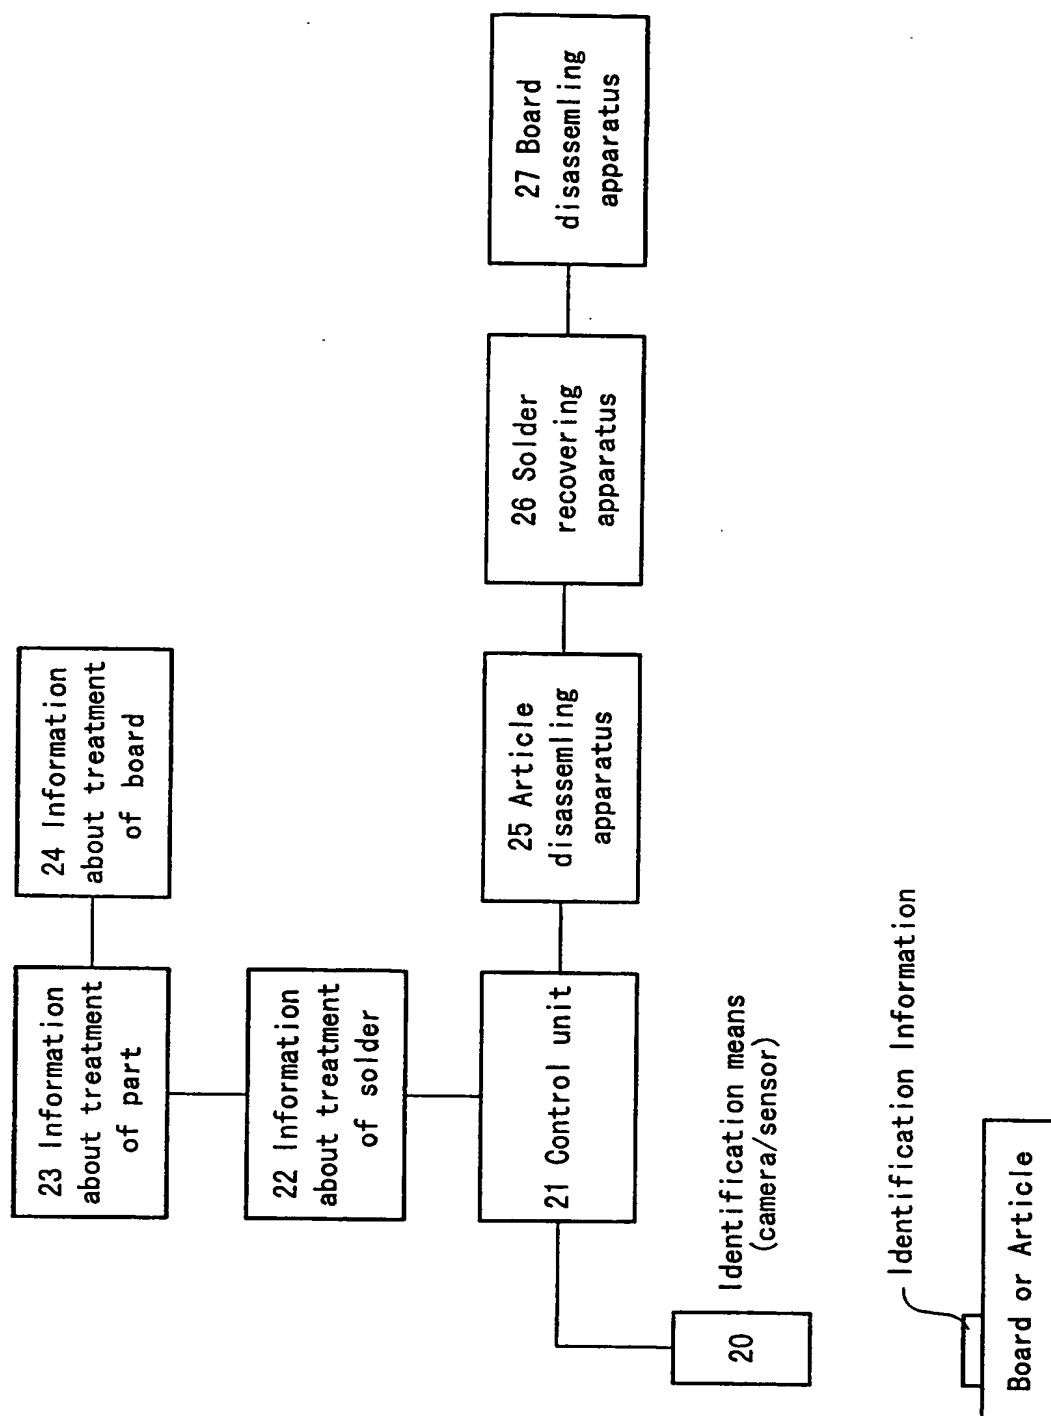 23 Information
about treatment
of part
24 Information
about treatment
of board
22 Information
about treatment
of solder
21 Control unit
25 Article
disassemling
apparatus
26 Solder
recovering
apparatus
27 Board
disassemling
apparatus
20
Identification means
(camera/sensor)
Identification Information
Board or Article